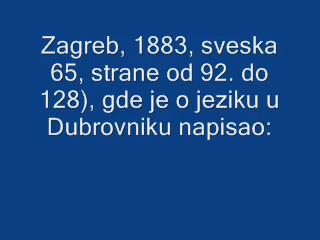 Zagreb, 1883, sveska
65, strane od 92. do
128), gde je o jeziku u
Dubrovniku napisao: